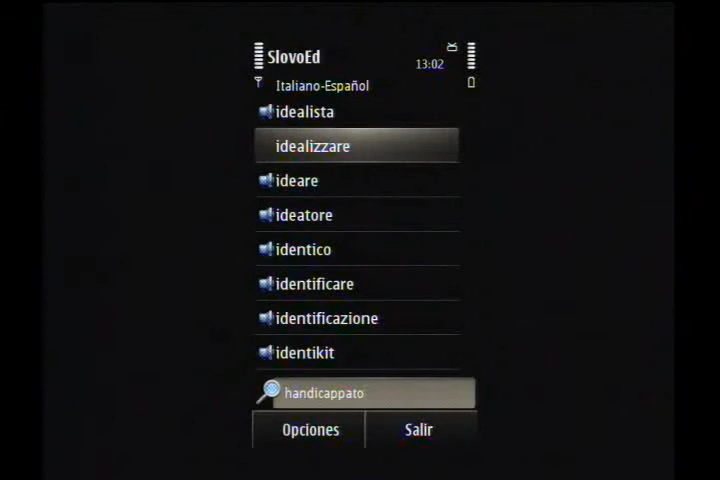 SlovoEd
13:02
Italiano-Español
idealista
idealizzare
ideare
ideatore
identico
identificare
identificazione
identikit
handicappato
Opciones Salir